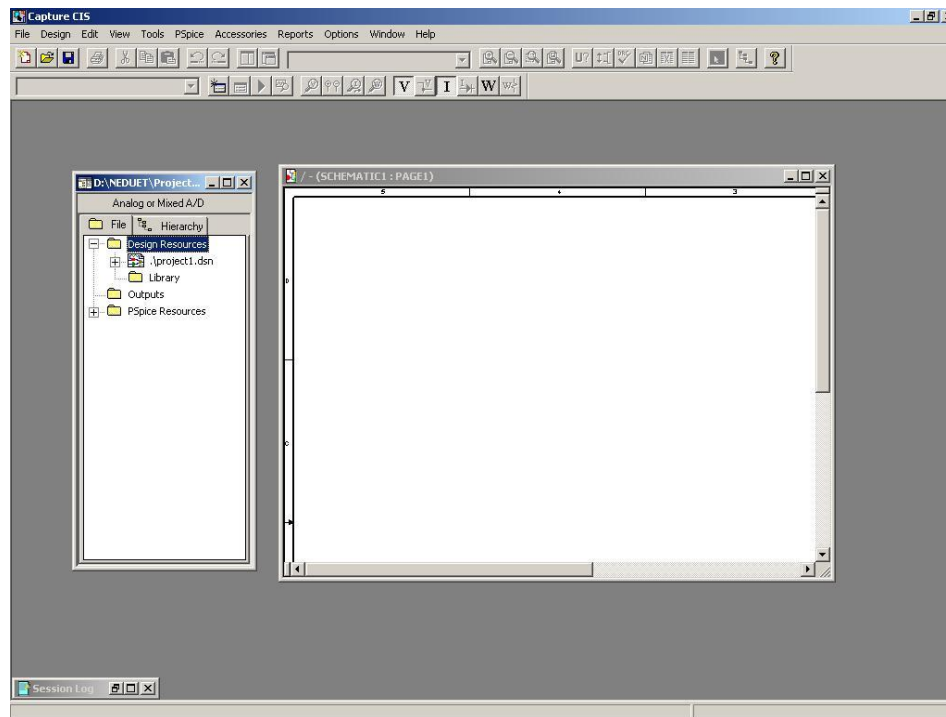 Capture CIS
File Design Edit View Tools PSpice Accessories Reports Options Window Help
U?
V I W
D:\NEDUET\Project...
Analog or Mixed A/D
File Hierarchy
Design Resources
.\project1.dsn
Library
Outputs
PSpice Resources
/ - (SCHEMATIC1 : PAGE1)
5 4 3
D
C
Session Log